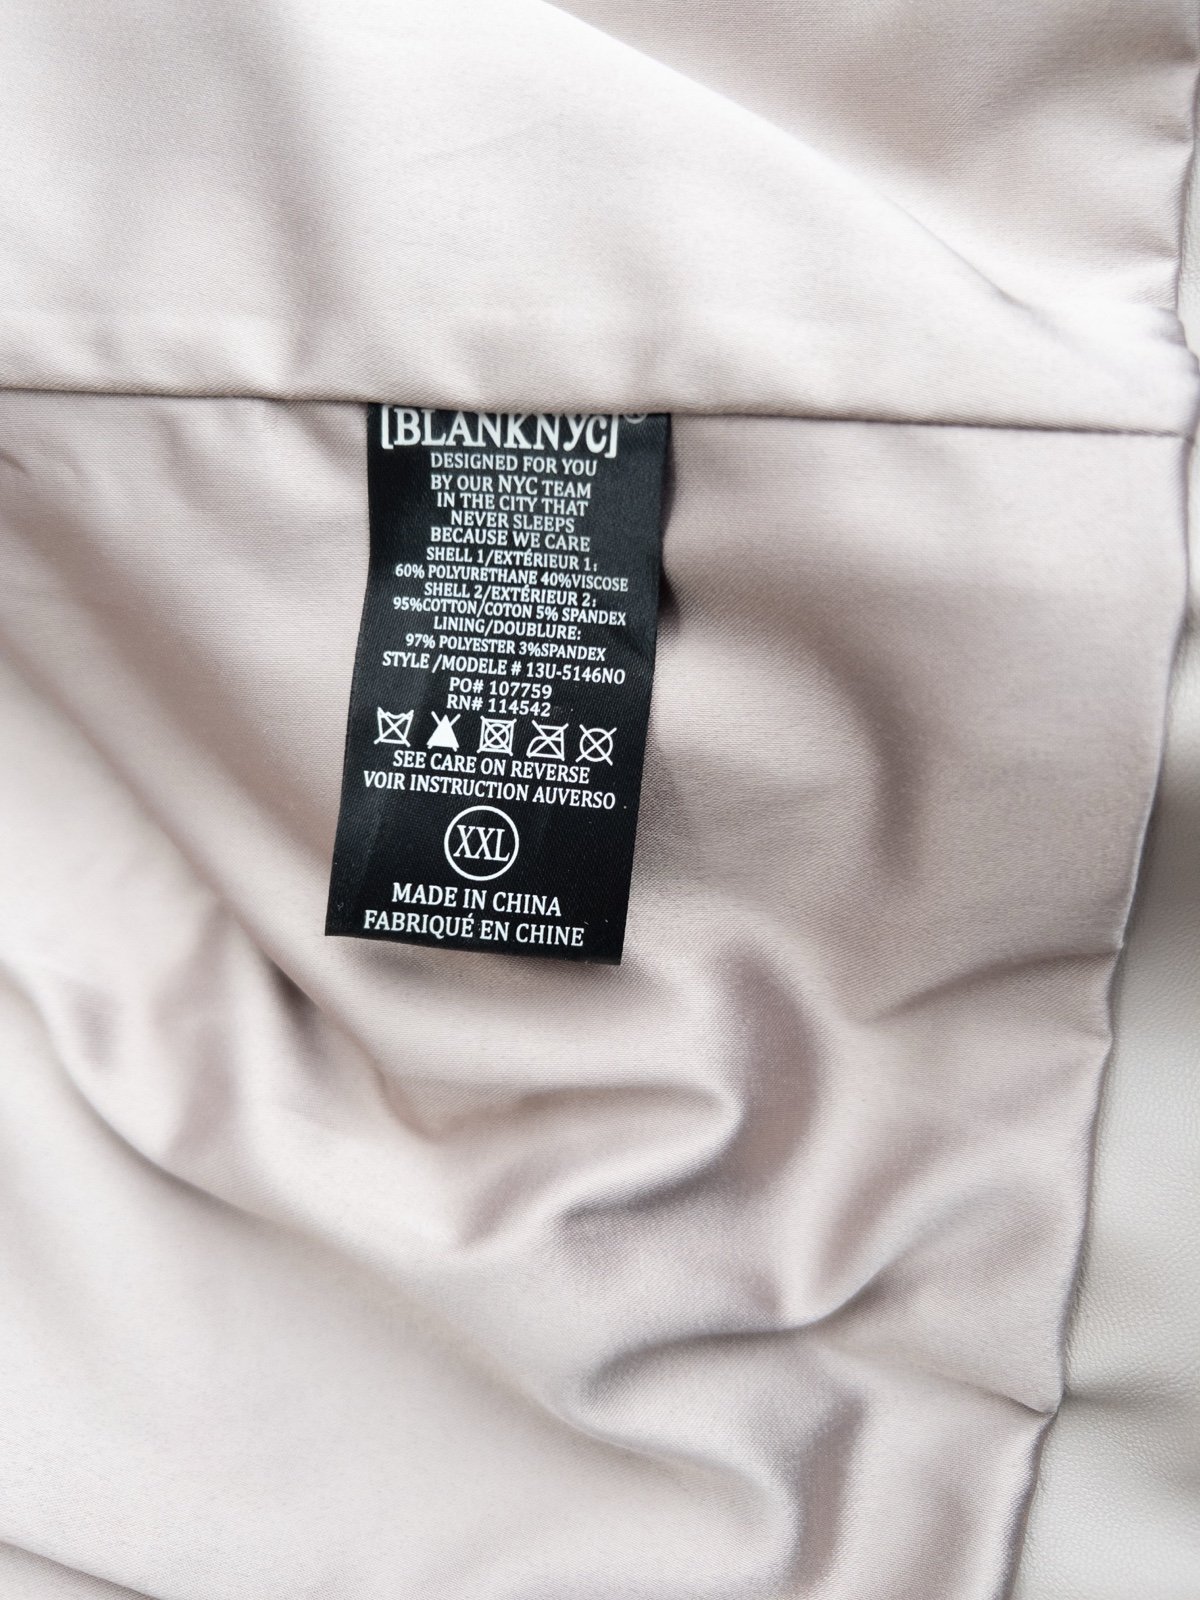 [BLANKNYC]®
DESIGNED FOR YOU
BY OUR NYC TEAM
IN THE CITY THAT
NEVER SLEEPS
BECAUSE WE CARE
SHELL 1/EXTÉRIEUR 1:
60% POLYURETHANE 40%VISCOSE
SHELL 2/EXTÉRIEUR 2:
95%COTTON/COTON 5% SPANDEX
LINING/DOUBLURE:
97% POLYESTER 3%SPANDEX
STYLE /MODELE # 13U-5146NO
PO# 107759
RN# 114542
SEE CARE ON REVERSE
VOIR INSTRUCTION AUVERSO
XXL
MADE IN CHINA
FABRIQUÉ EN CHINE